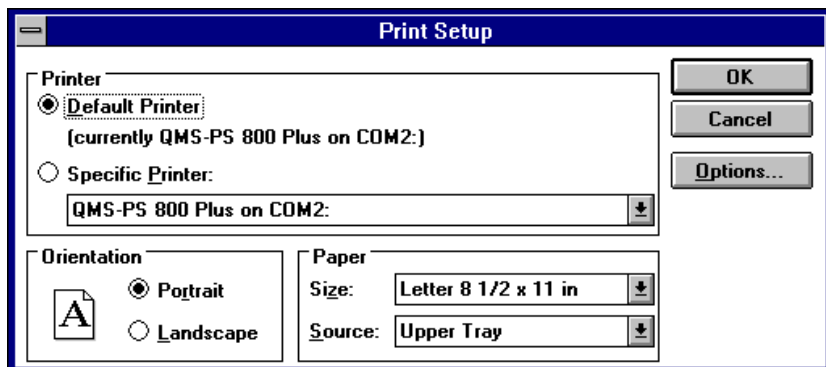 Print Setup
Printer
Default Printer
(currently QMS-PS 800 Plus on COM2:)
Specific Printer:
QMS-PS 800 Plus on COM2:
OK
Cancel
Options...
Orientation
A
Portrait
Landscape
Paper
Size: Letter 8 1/2 x 11 in
Source: Upper Tray